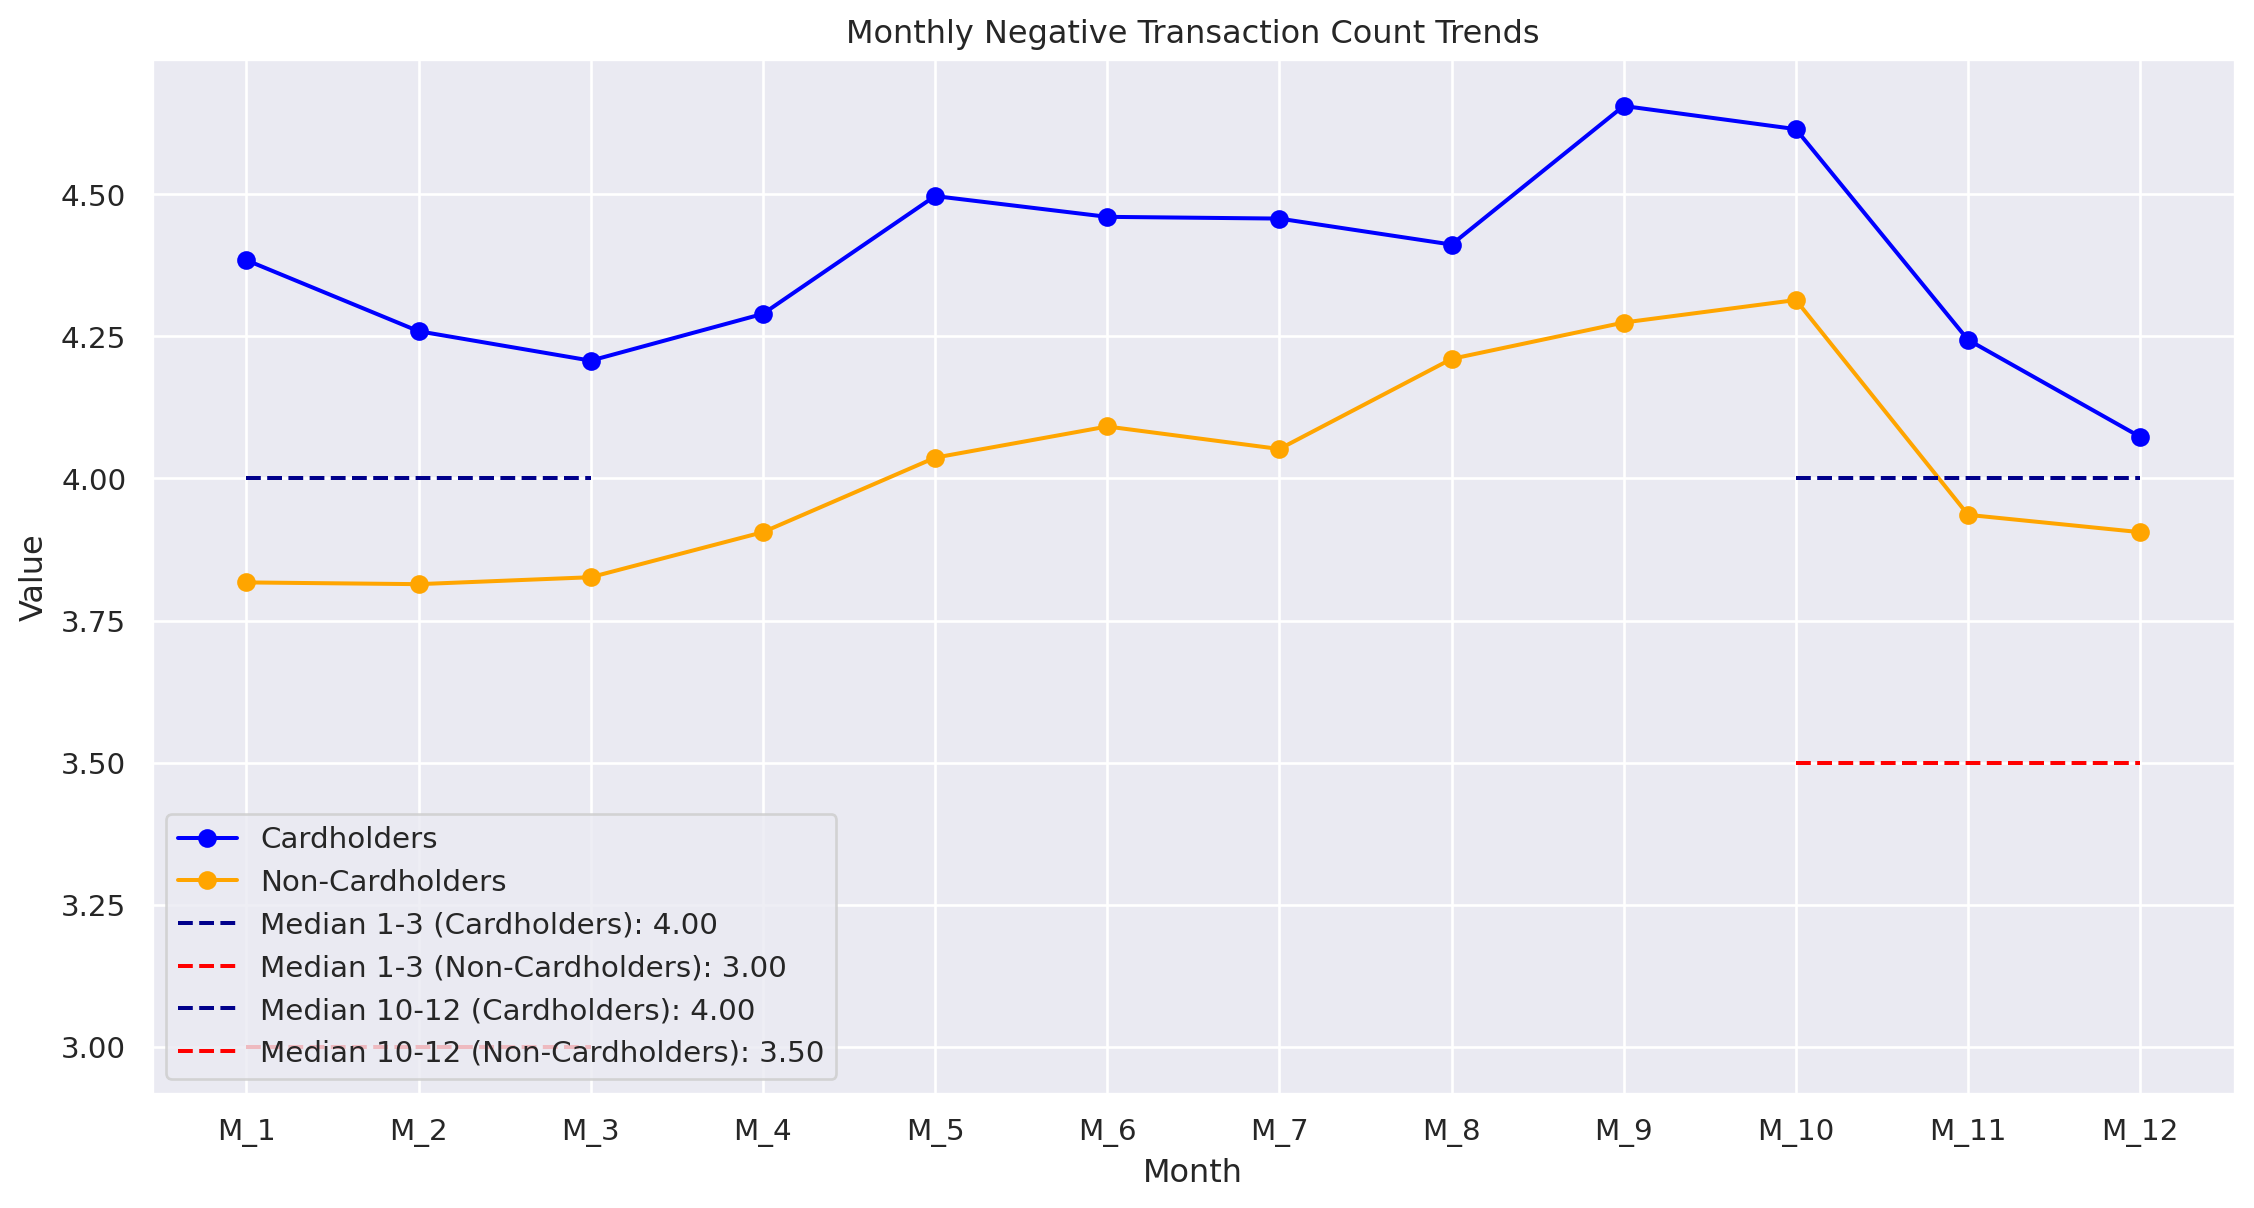 Monthly Negative Transaction Count Trends
Value
4.50
4.25
4.00
3.75
3.50
3.25
3.00
Cardholders
Non-Cardholders
Median 1-3 (Cardholders): 4.00
Median 1-3 (Non-Cardholders): 3.00
Median 10-12 (Cardholders): 4.00
Median 10-12 (Non-Cardholders): 3.50
M_1 M_2 M_3 M_4 M_5 M_6 M_7 M_8 M_9 M_10 M_11 M_12
Month